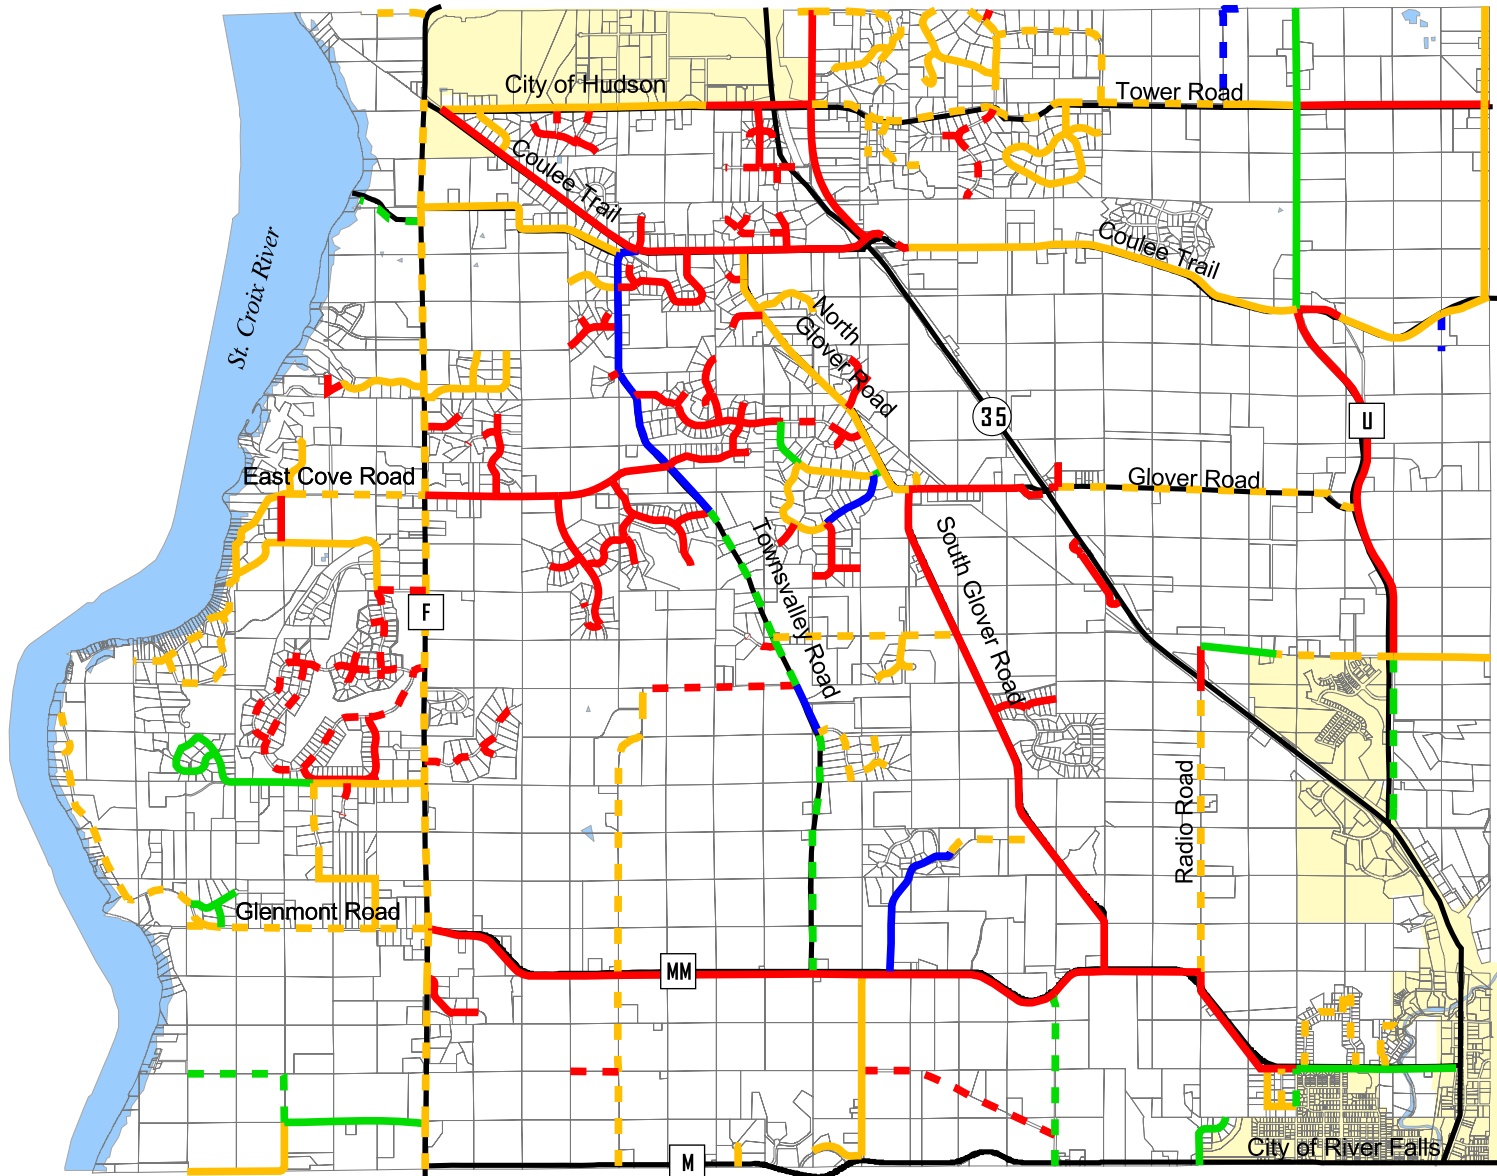 City of Hudson
Tower Road
Coulee Trail
Coulee Trail
St. Croix River
North
Glover Road
35
U
East Cove Road
Glover Road
Townsvalley Road
South Glover Road
F
Radio Road
Glenmont Road
MM
City of River Falls
M